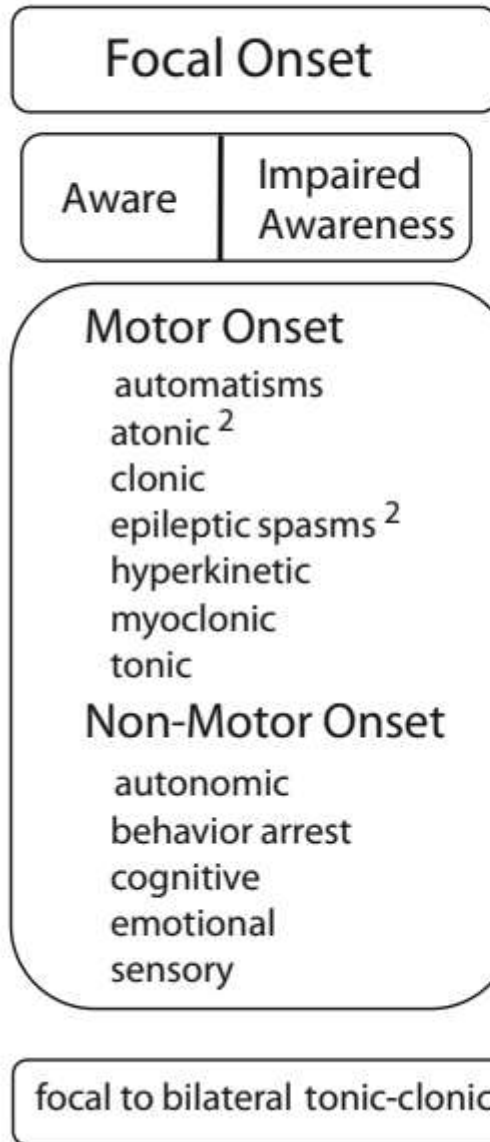 Focal Onset
Aware
Impaired
Awareness
Motor Onset
automatisms
atonic 2
clonic
epileptic spasms 2
hyperkinetic
myoclonic
tonic
Non-Motor Onset
autonomic
behavior arrest
cognitive
emotional
sensory
focal to bilateral tonic-clonic